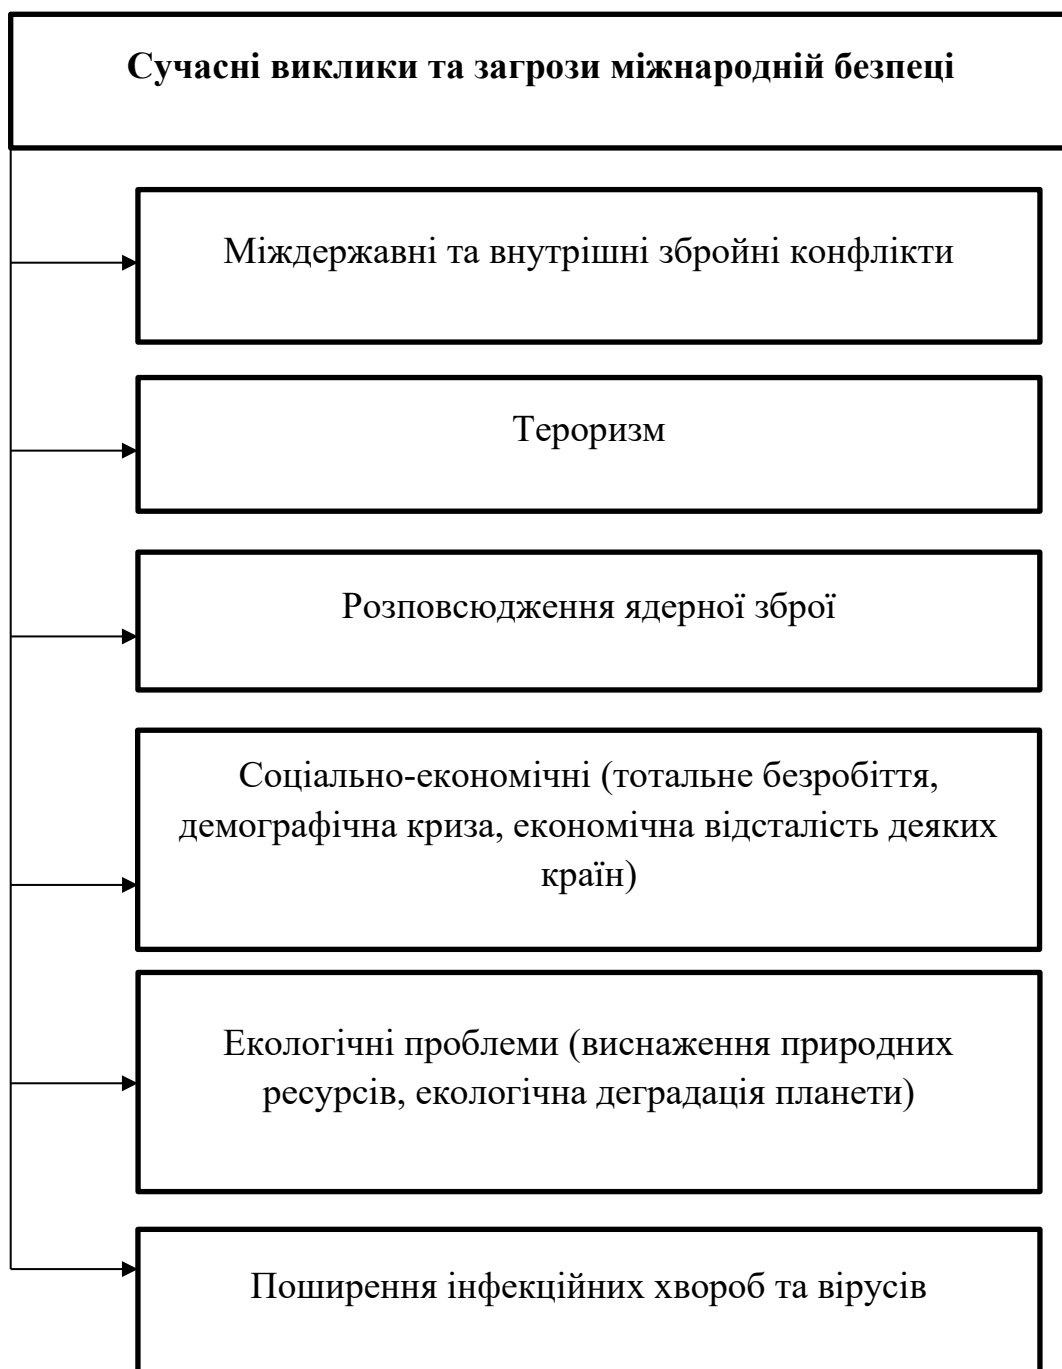 Сучасні виклики та загрози міжнародній безпеці
Міждержавні та внутрішні збройні конфлікти
Тероризм
Розповсюдження ядерної зброї
Соціально-економічні (тотальне безробіття,
демографічна криза, економічна відсталість деяких
країн)
Екологічні проблеми (виснаження природних
ресурсів, екологічна деградація планети)
Поширення інфекційних хвороб та вірусів